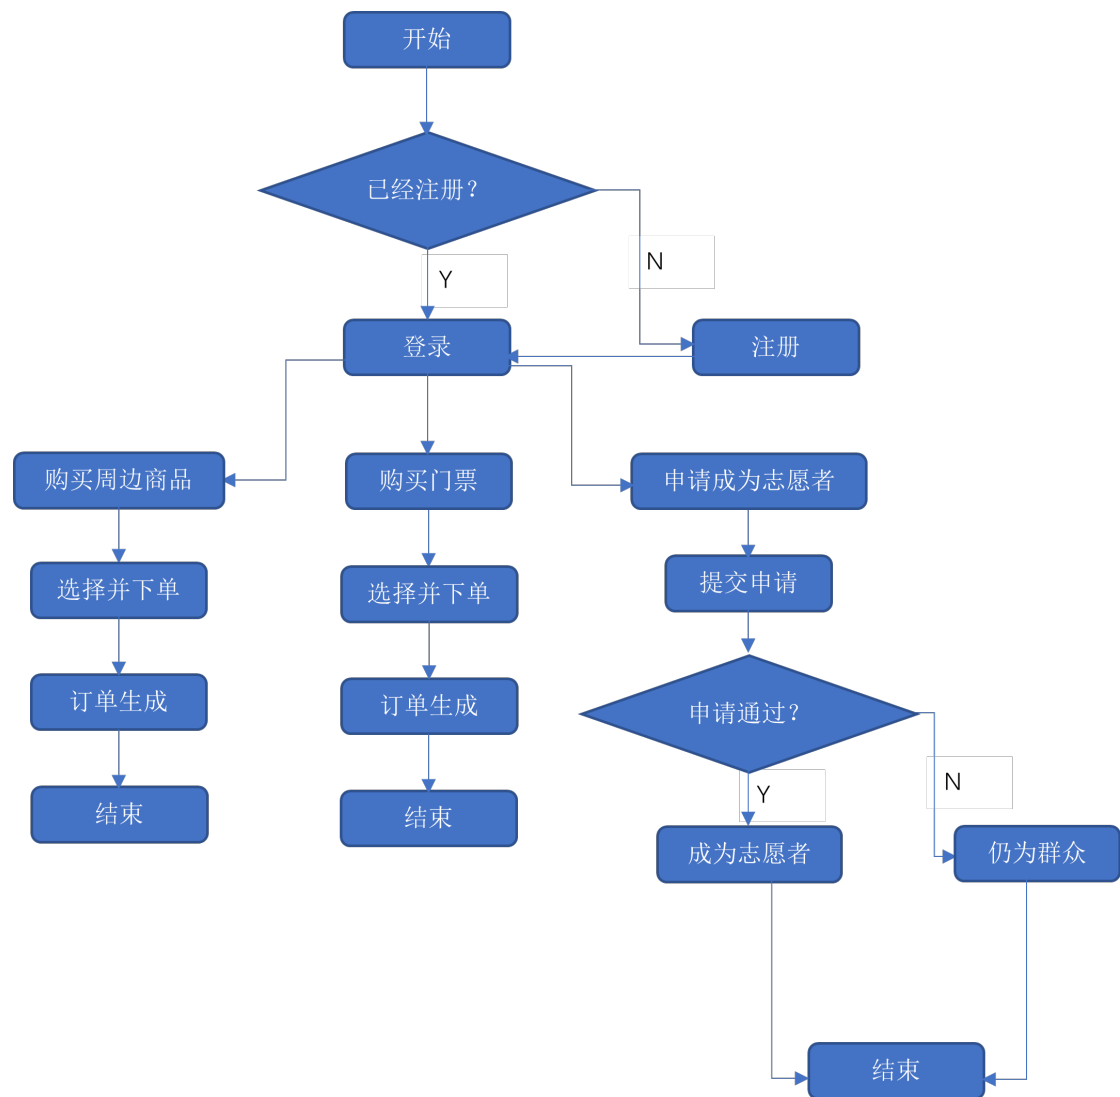 开始
已经注册？
Y
N
登录
注册
购买周边商品
购买门票
申请成为志愿者
选择并下单
选择并下单
提交申请
订单生成
订单生成
申请通过？
结束
结束
Y
N
成为志愿者
仍为群众
结束